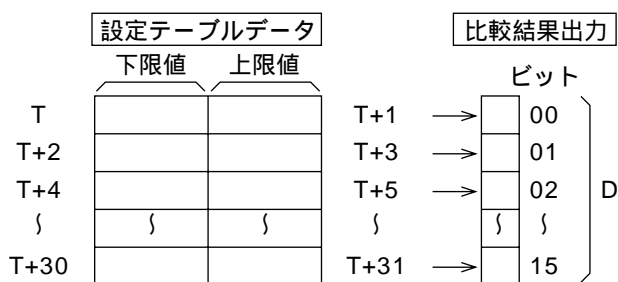 設定テーブルデータ 比較結果出力
下限値 上限値 ビット
T T+1 → 00
T+2 T+3 → 01
T+4 T+5 → 02 D
∫ ∫ ∫ ∫ ∫ ∫
T+30 T+31 → 15